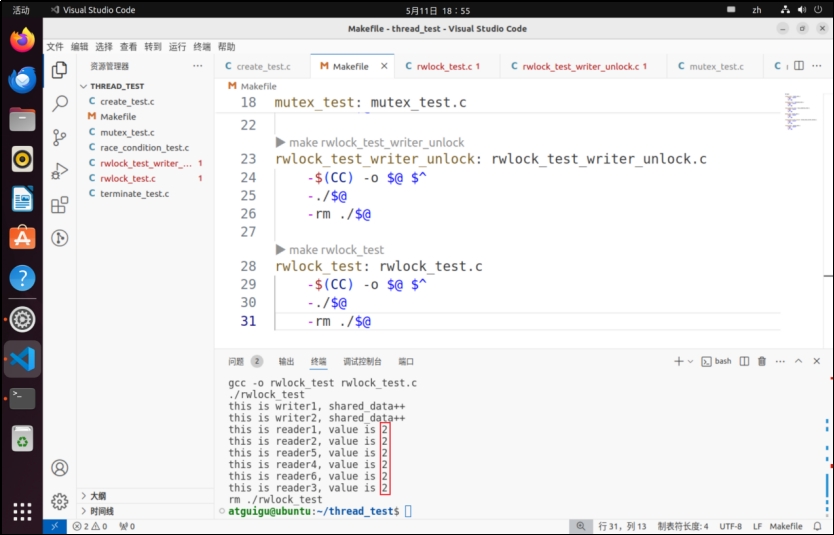 活动
Visual Studio Code
5月11日 18：55
zh
Makefile - thread_test - Visual Studio Code
文件 编辑 选择 查看 转到 运行 终端 帮助
资源管理器
THREAD_TEST
create_test.c
Makefile
mutex_test.c
race_condition_test.c
rwlock_test_writer_... 1
rwlock_test.c 1
terminate_test.c
大纲
时间线
create_test.c
Makefile
rwlock_test.c 1
rwlock_test_writer_unlock.c 1
mutex_test.c
Makefile
18 mutex_test: mutex_test.c
22
make rwlock_test_writer_unlock
23 rwlock_test_writer_unlock: rwlock_test_writer_unlock.c
24 -$(CC) -o $@ $^
25 -./$@
26 -rm ./$@
27
make rwlock_test
28 rwlock_test: rwlock_test.c
29 -$(CC) -o $@ $^
30 -./$@
31 -rm ./$@
问题 2 输出 终端 调试控制台 端口
bash
gcc -o rwlock_test rwlock_test.c
./rwlock_test
this is writer1, shared_data++
this is writer2, shared_data++
this is reader1, value is 2
this is reader2, value is 2
this is reader5, value is 2
this is reader4, value is 2
this is reader6, value is 2
this is reader3, value is 2
rm ./rwlock_test
atguigu@ubuntu:~/thread_test$
2 0 0
行 31，列 13 制表符长度: 4 UTF-8 LF Makefile